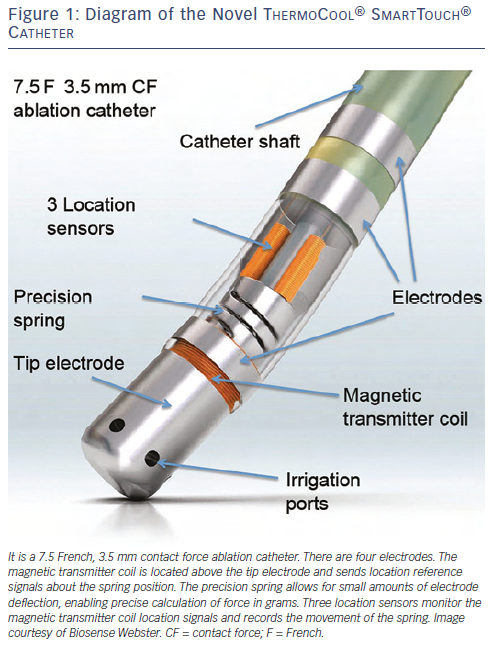 Figure 1: Diagram of the Novel THERMOCOOL® SMARTTOUCH®
CATHETER
7.5 F 3.5 mm CF
ablation catheter
Catheter shaft
3 Location
sensors
Precision
spring
Electrodes
Tip electrode
Magnetic
transmitter coil
Irrigation
ports
It is a 7.5 French, 3.5 mm contact force ablation catheter. There are four electrodes. The
magnetic transmitter coil is located above the tip electrode and sends location reference
signals about the spring position. The precision spring allows for small amounts of electrode
deflection, enabling precise calculation of force in grams. Three location sensors monitor the
magnetic transmitter coil location signals and records the movement of the spring. Image
courtesy of Biosense Webster. CF = contact force; F = French.